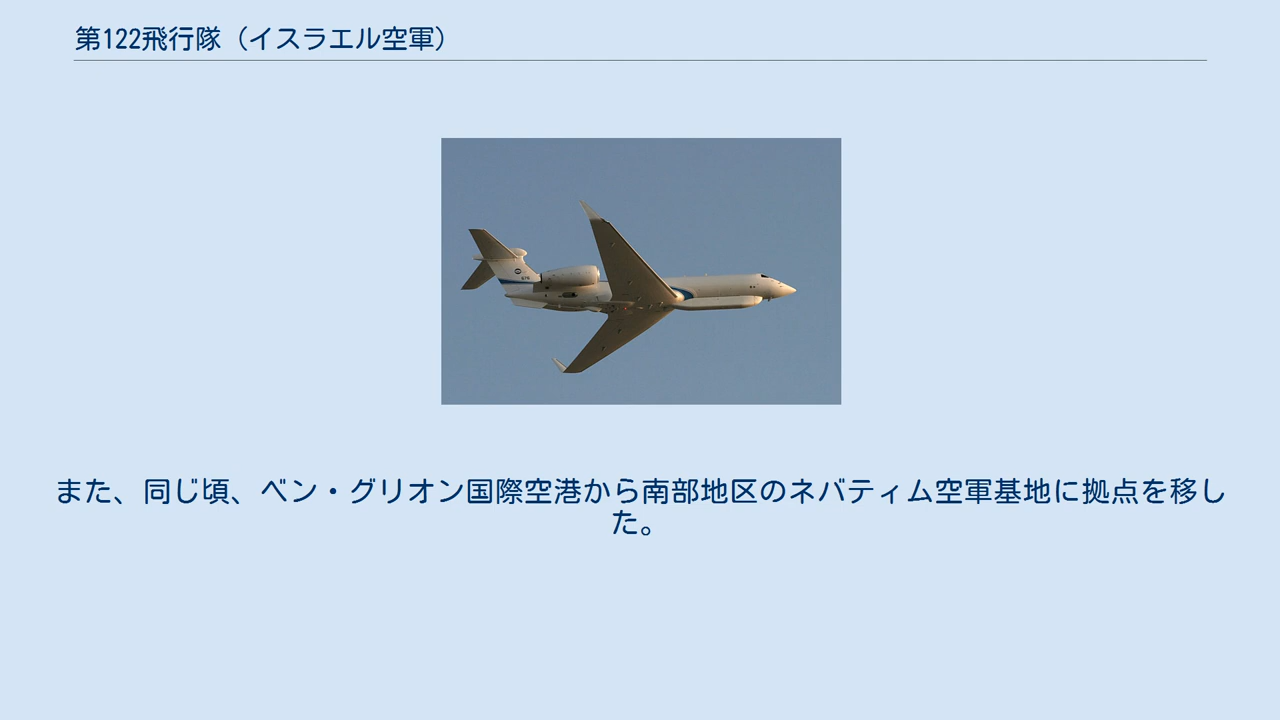 第122飛行隊（イスラエル空軍）
また、同じ頃、ベン・グリオン国際空港から南部地区のネバティム空軍基地に拠点を移し
た。